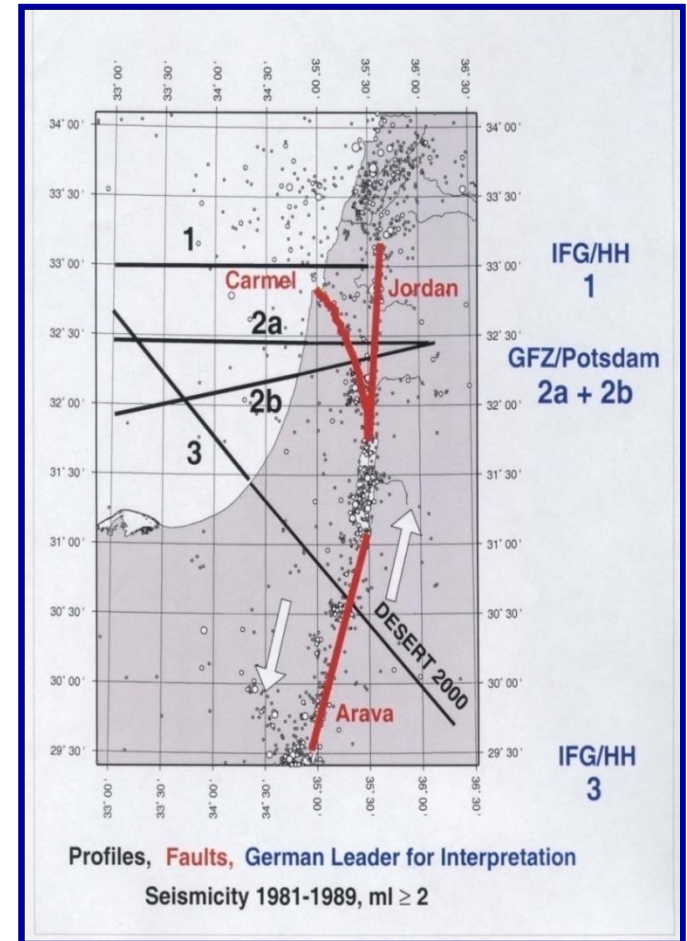 33° 00' 33° 30' 34° 00' 34° 30' 35° 00' 35° 30' 36° 00' 36° 30'
34° 00' 34° 00'
33° 30' 33° 30'
1
IFG/HH
1
33° 00' 33° 00'
Carmel Jordan
2a
32° 30' 32° 30'
GFZ/Potsdam
2a + 2b
2b
32° 00' 32° 00'
3
31° 30' 31° 30'
31° 00' 31° 00'
30° 30' 30° 30'
DESERT 2000
30° 00' 30° 00'
Arava
29° 30' 29° 30'
IFG/HH
3
33° 00' 33° 30' 34° 00' 34° 30' 35° 00' 35° 30' 36° 00' 36° 30'
Profiles, Faults, German Leader for Interpretation
Seismicity 1981-1989, ml ≥ 2